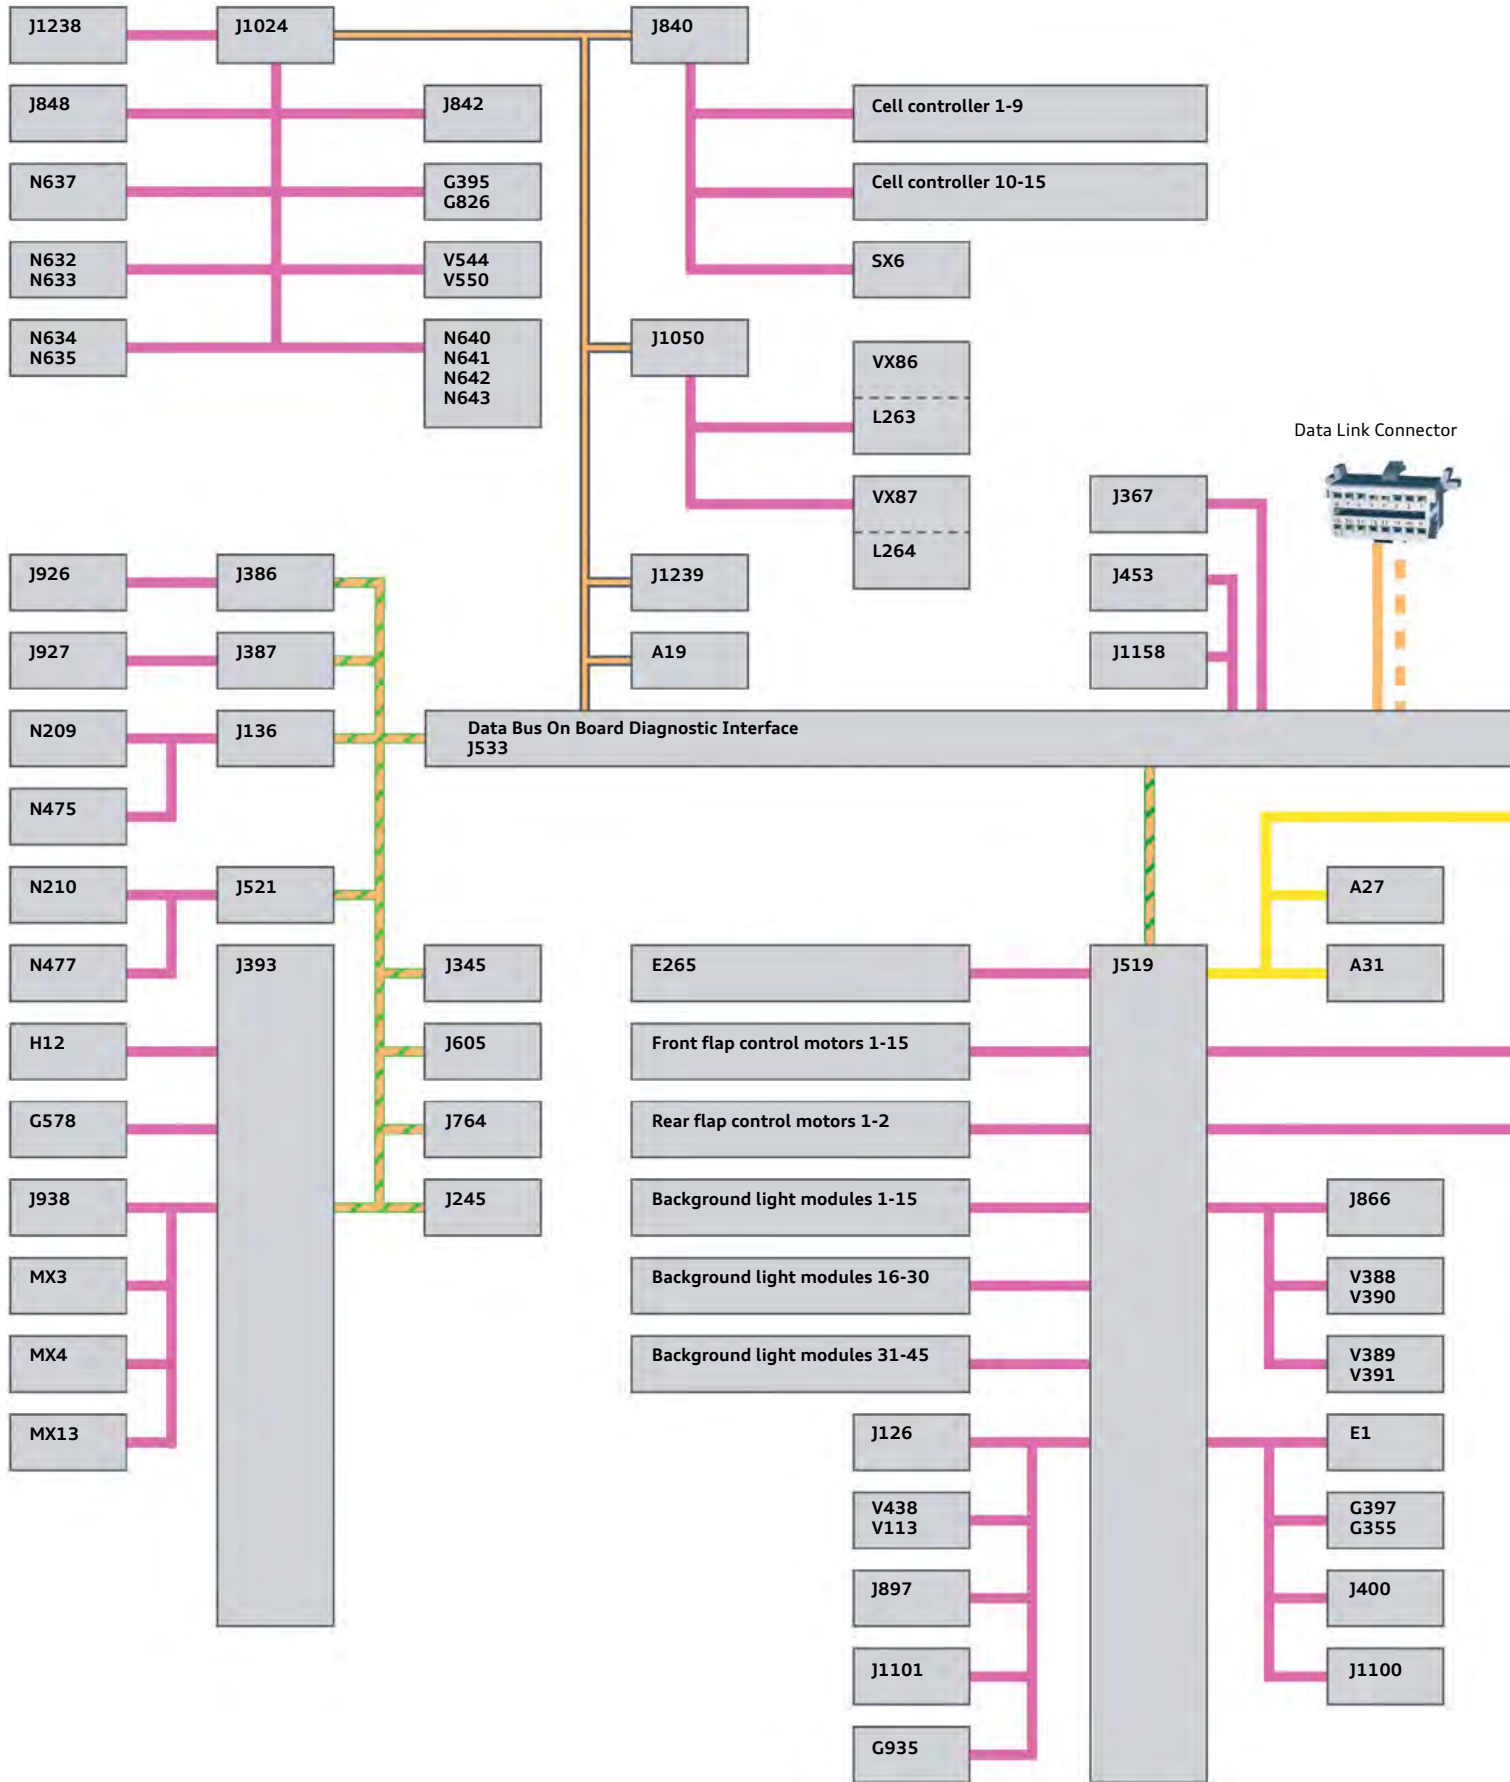 J1238
J1024
J840
J848
J842
Cell controller 1-9
N637
G395
G826
Cell controller 10-15
N632
N633
V544
V550
SX6
N634
N635
N640
N641
N642
N643
J1050
VX86
L263
Data Link Connector
VX87
L264
J367
J926
J386
J1239
J453
J927
J387
A19
J1158
N209
J136
Data Bus On Board Diagnostic Interface
J533
N475
N210
J521
A27
N477
J393
J345
E265
J519
A31
H12
J605
Front flap control motors 1-15
G578
J764
Rear flap control motors 1-2
J938
J245
Background light modules 1-15
J866
MX3
Background light modules 16-30
V388
V390
MX4
Background light modules 31-45
V389
V391
MX13
J126
E1
V438
V113
G397
G355
J897
J400
J1101
J1100
G935